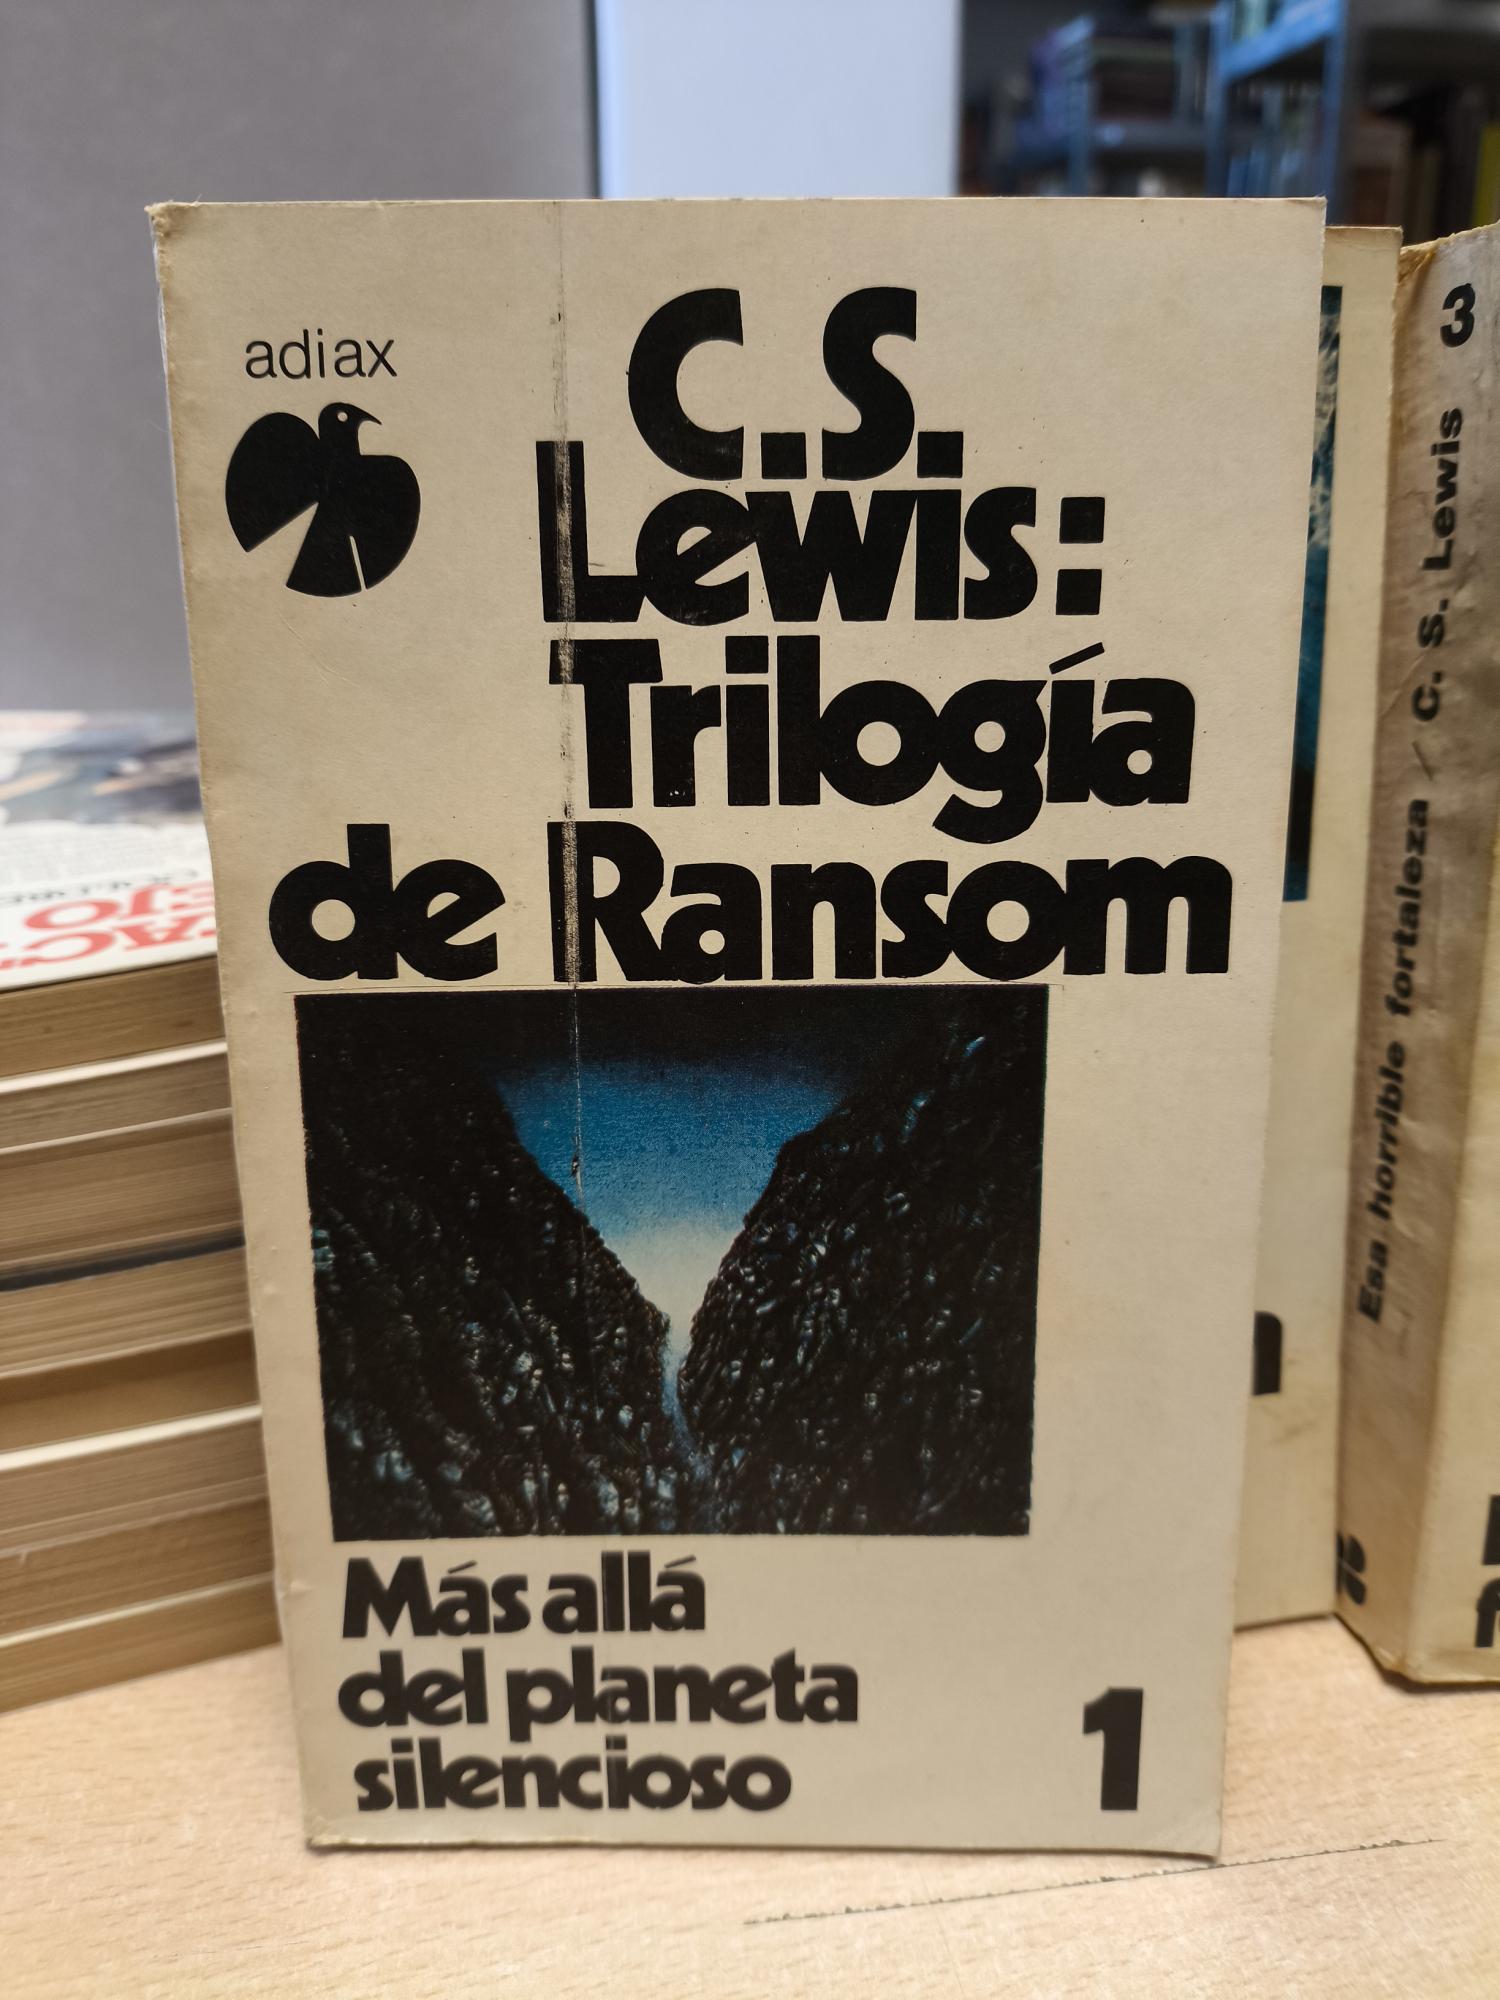 adiax
C.S.
Lewis:
Trilogía
de Ransom
Más allá
del planeta
silencioso
1
Esa horrible fortaleza / C. S. Lewis 3